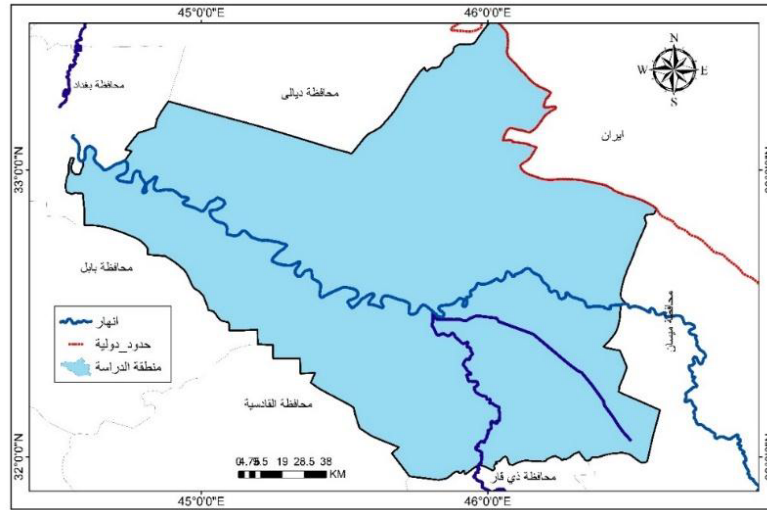 45°0'0"E
46°0'0"E
N
W E
S
محافظة بغداد
محافظة ديالى
ايران
33°0'0"N
محافظة بابل
محافظة ميسان
انهار
حدود_دولية
منطقة الدراسة
محافظة القادسية
32°0'0"N
19 28.5 38
KM
محافظة ذي قار
45°0'0"E
46°0'0"E